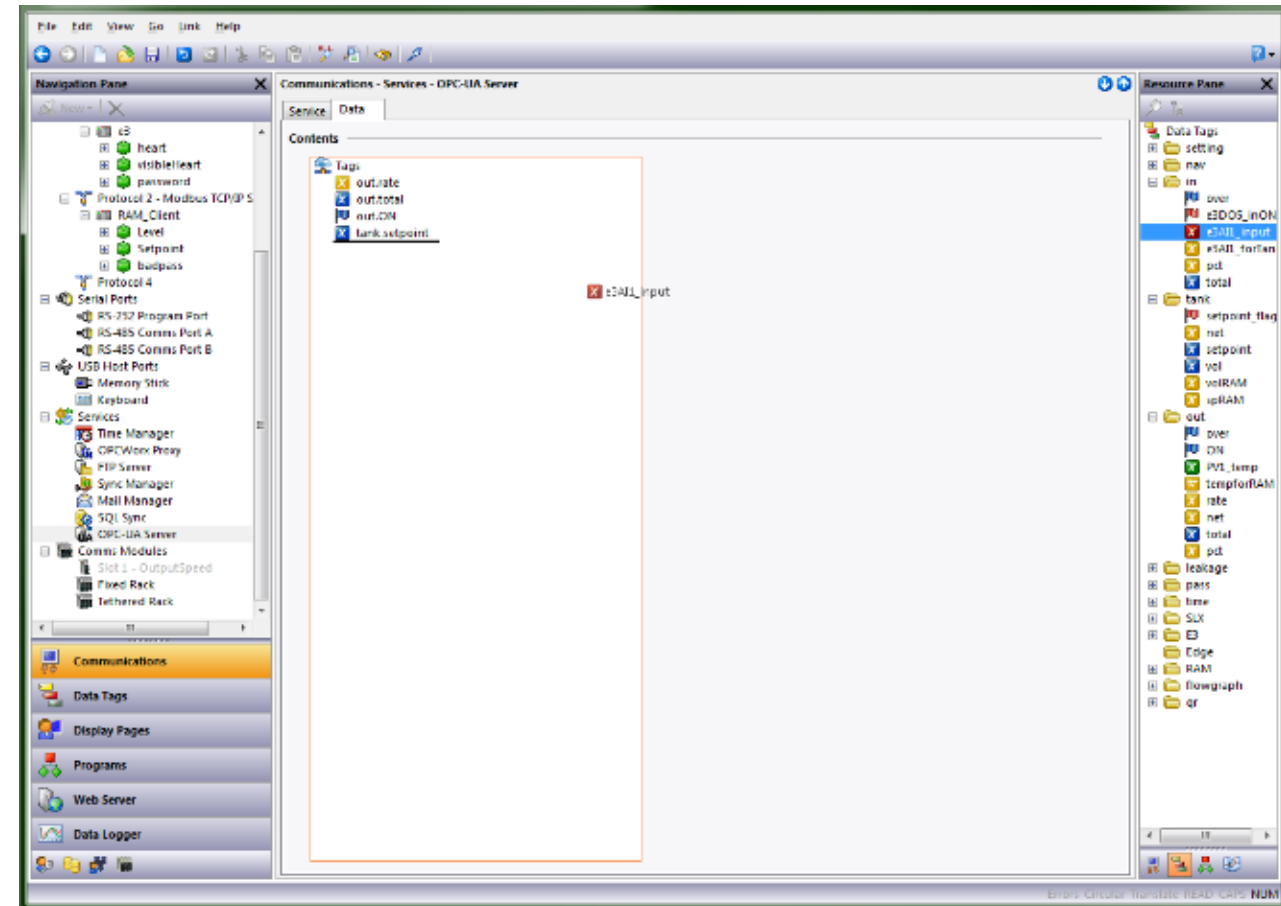 File Edit View Go Link Help
Navigation Pane
New
e3
heart
visibleHeart
password
Protocol 2 - Modbus TCP/IP S
RAM_Client
Level
Setpoint
badpass
Protocol 4
Serial Ports
RS-232 Program Port
RS-485 Comms Port A
RS-485 Comms Port B
USB Host Ports
Memory Stick
Keyboard
Services
Time Manager
OPCWorx Proxy
FTP Server
Sync Manager
Mail Manager
SQL Sync
OPC-UA Server
Comms Modules
Slot 1 - OutputSpeed
Fixed Rack
Tethered Rack
Communications
Data Tags
Display Pages
Programs
Web Server
Data Logger
Communications - Services - OPC-UA Server
Service Data
Contents
Tags
out.rate
out.total
out.ON
tank.setpoint
e3AI1_input
Resource Pane
Data Tags
setting
nav
in
over
e3DOS_inON
e3AI1_input
e3AI1_forTan
pct
total
tank
setpoint_flag
net
setpoint
vol
volRAM
spRAM
out
over
ON
PV1_temp
tempforRAM
rate
net
total
pct
leakage
pass
time
SLX
E3
Edge
RAM
flowgraph
qr
Errors Circular Translate READ CAPS NUM